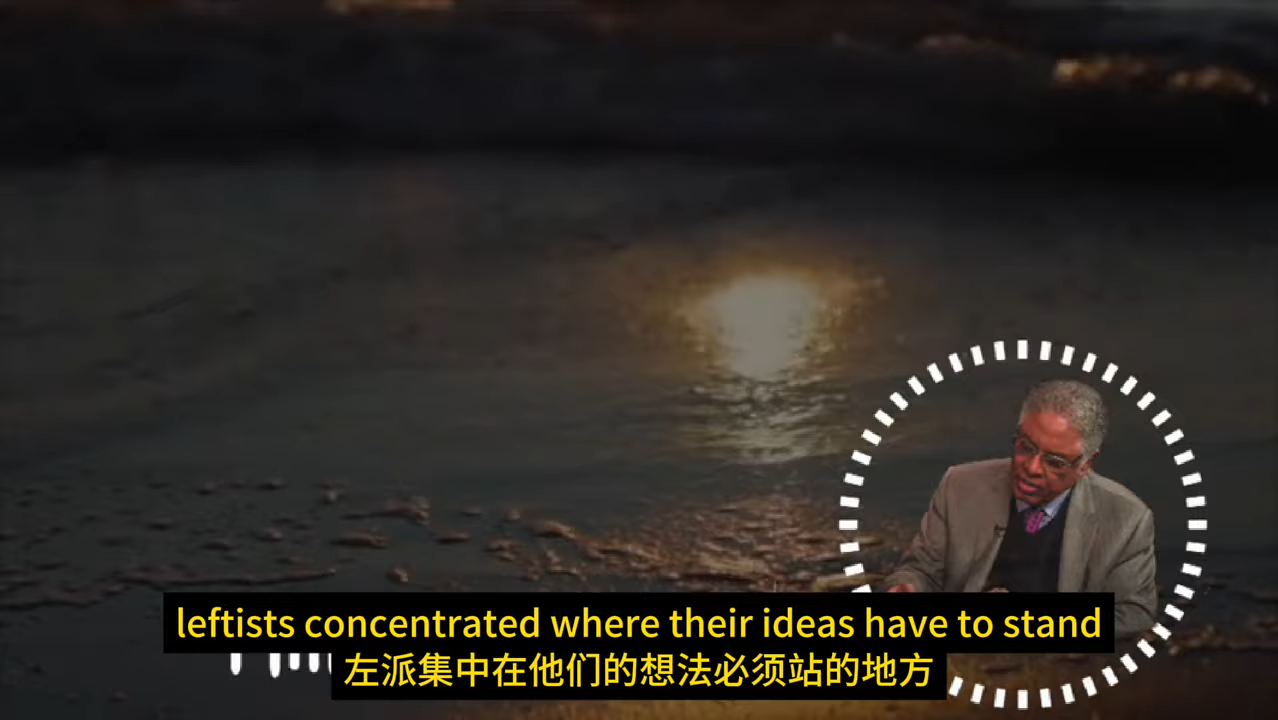 leftists concentrated where their ideas have to stand
左派集中在他们的想法必须站的地方